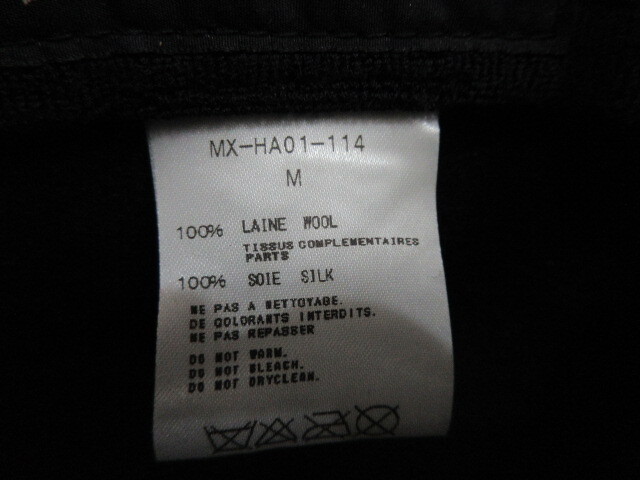 MX-HA01-114
M
100% LAINE WOOL
TISSUS COMPLEMENTAIRES
PARTS
100% SOIE SILK
NE PAS A NETTOYAGE.
DE COLORANTS INTERDITS.
NE PAS REPASSER
DO NOT WARM.
DO NOT BLEACH.
DO NOT DRYCLEAN.